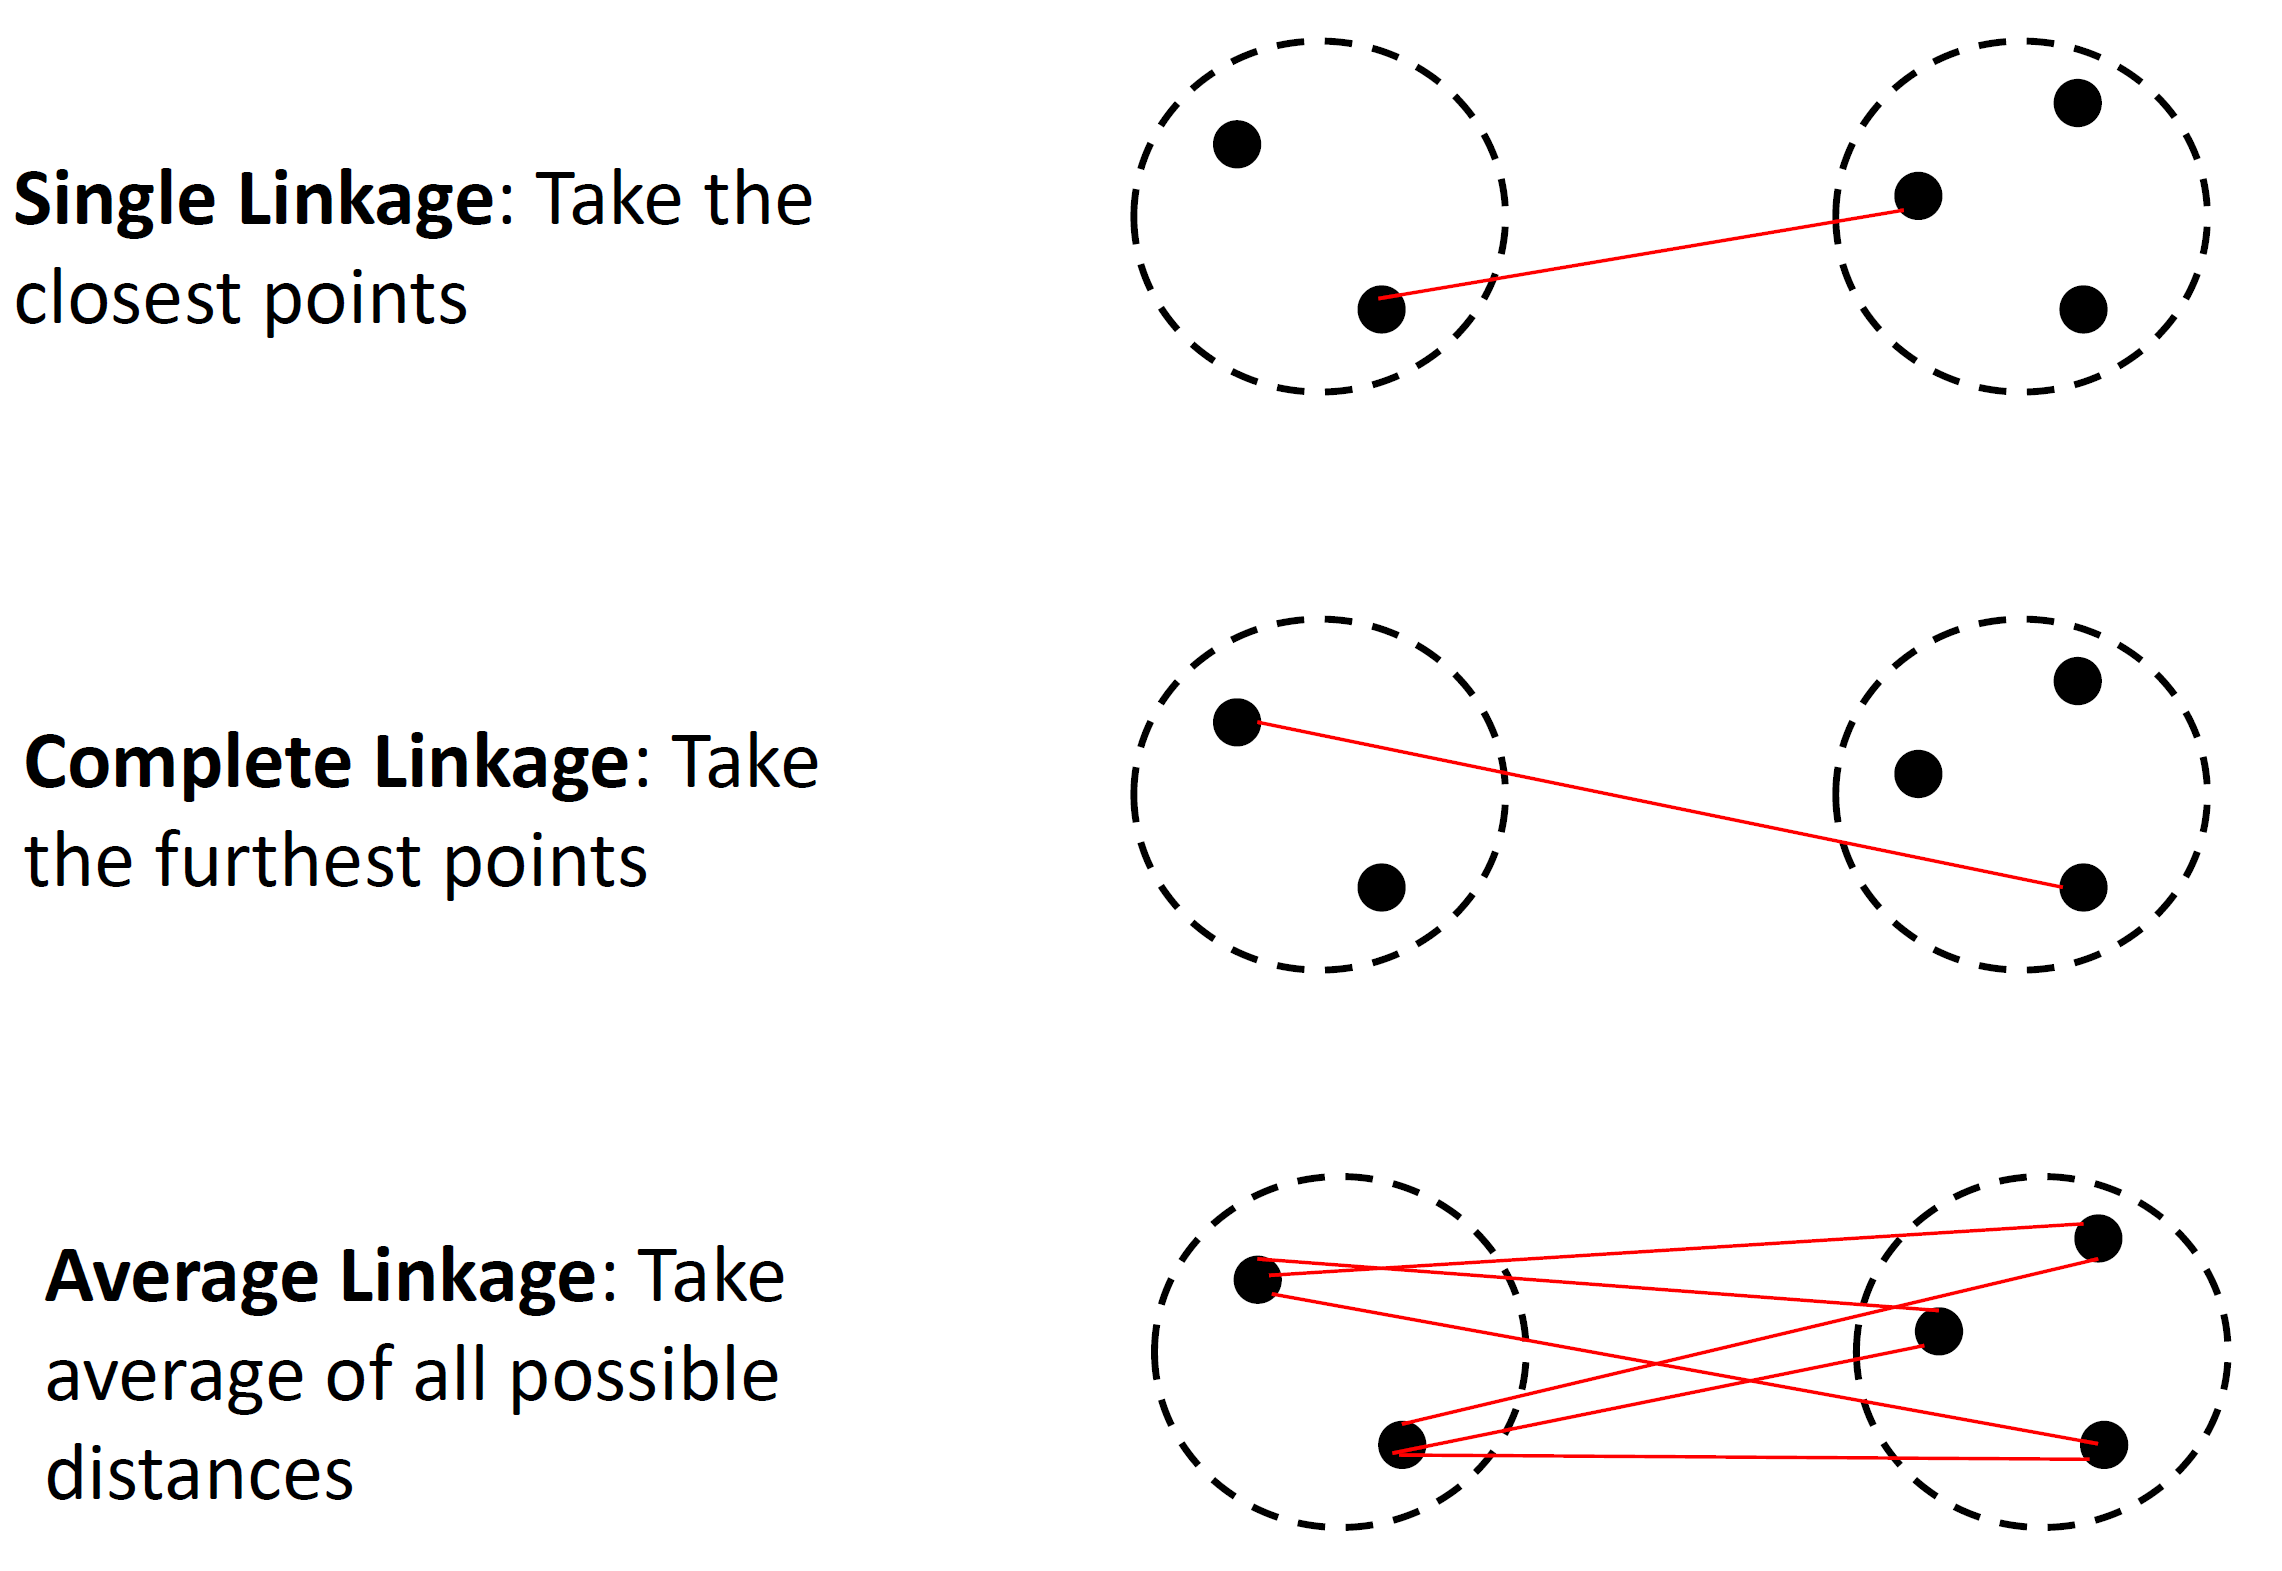 Single Linkage: Take the
closest points
Complete Linkage: Take
the furthest points
Average Linkage: Take
average of all possible
distances